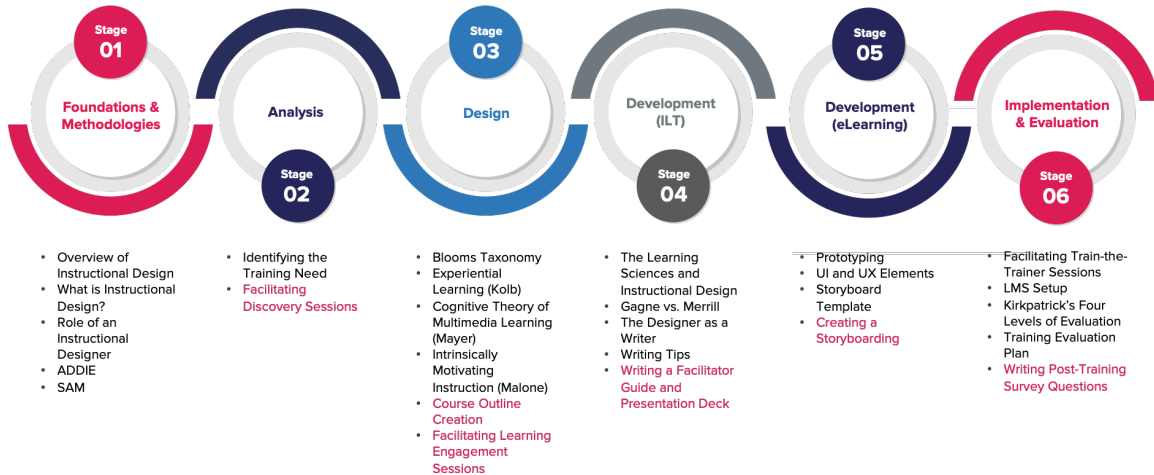 Stage
01
Foundations &
Methodologies
• Overview of
Instructional Design
• What is Instructional
Design?
• Role of an
Instructional
Designer
• ADDIE
• SAM
Analysis
Stage
02
• Identifying the
Training Need
• Facilitating
Discovery Sessions
Stage
03
Design
• Blooms Taxonomy
• Experiential
Learning (Kolb)
• Cognitive Theory of
Multimedia Learning
(Mayer)
• Intrinsically
Motivating
Instruction (Malone)
• Course Outline
Creation
• Facilitating Learning
Engagement
Sessions
Development
(ILT)
Stage
04
• The Learning
Sciences and
Instructional Design
• Gagne vs. Merrill
• The Designer as a
Writer
• Writing Tips
• Writing a Facilitator
Guide and
Presentation Deck
Stage
05
Development
(eLearning)
• Prototyping
• UI and UX Elements
• Storyboard
Template
• Creating a
Storyboarding
Implementation
& Evaluation
Stage
06
• Facilitating Train-the-
Trainer Sessions
• LMS Setup
• Kirkpatrick’s Four
Levels of Evaluation
• Training Evaluation
Plan
• Writing Post-Training
Survey Questions